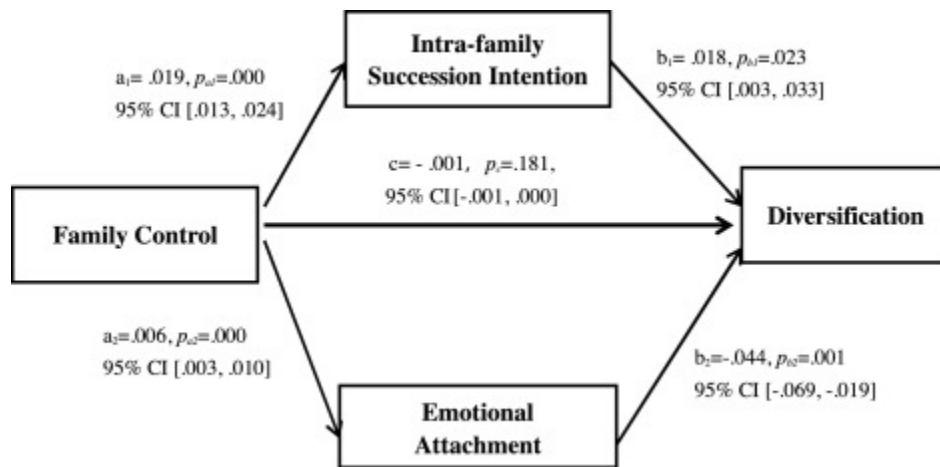 Intra-family
Succession Intention
a₁= .019, pₐ₁=.000
95% CI [.013, .024]
b₁= .018, p_b1=.023
95% CI [.003, .033]
c= - .001, p_c=.181,
95% CI [-.001, .000]
Family Control
Diversification
a₂=.006, pₐ₂=.000
95% CI [.003, .010]
b₂=-.044, p_b2=.001
95% CI [-.069, -.019]
Emotional
Attachment